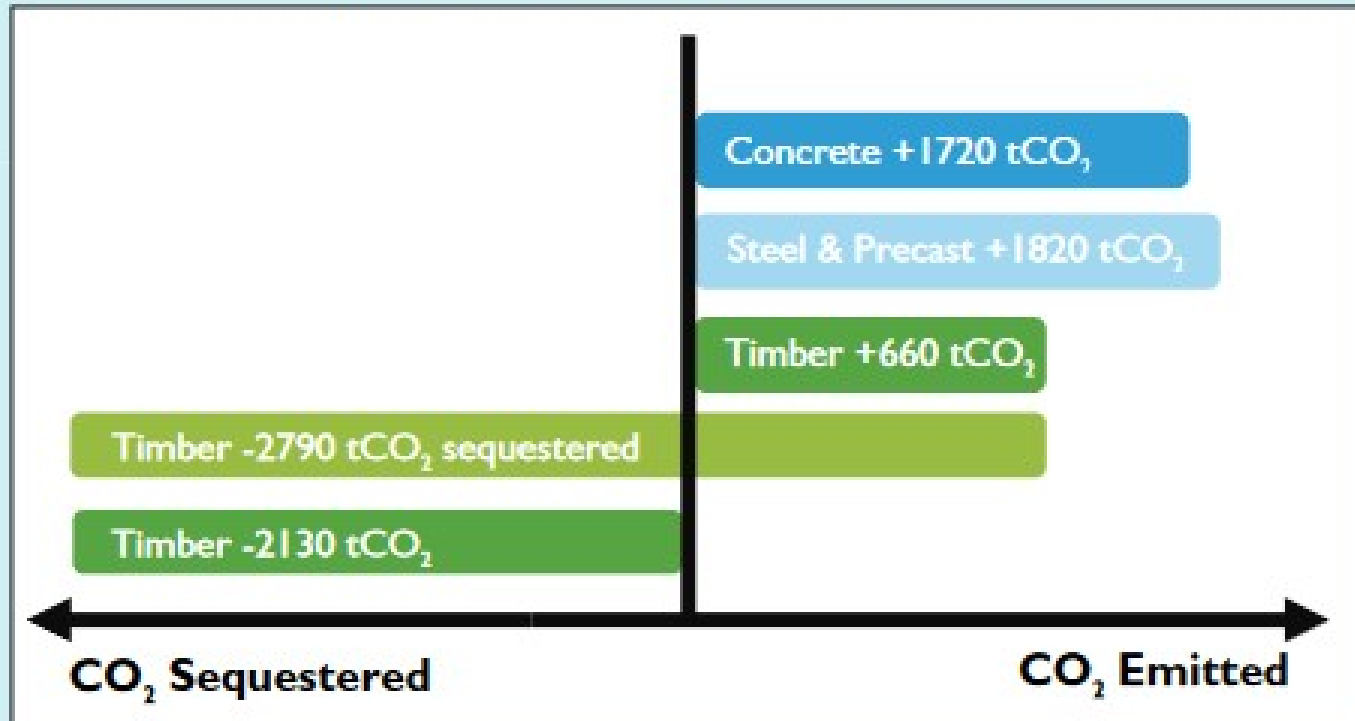 Concrete +1720 tCO₂
Steel & Precast +1820 tCO₂
Timber +660 tCO₂
Timber -2790 tCO₂ sequestered
Timber -2130 tCO₂
CO₂ Sequestered
CO₂ Emitted